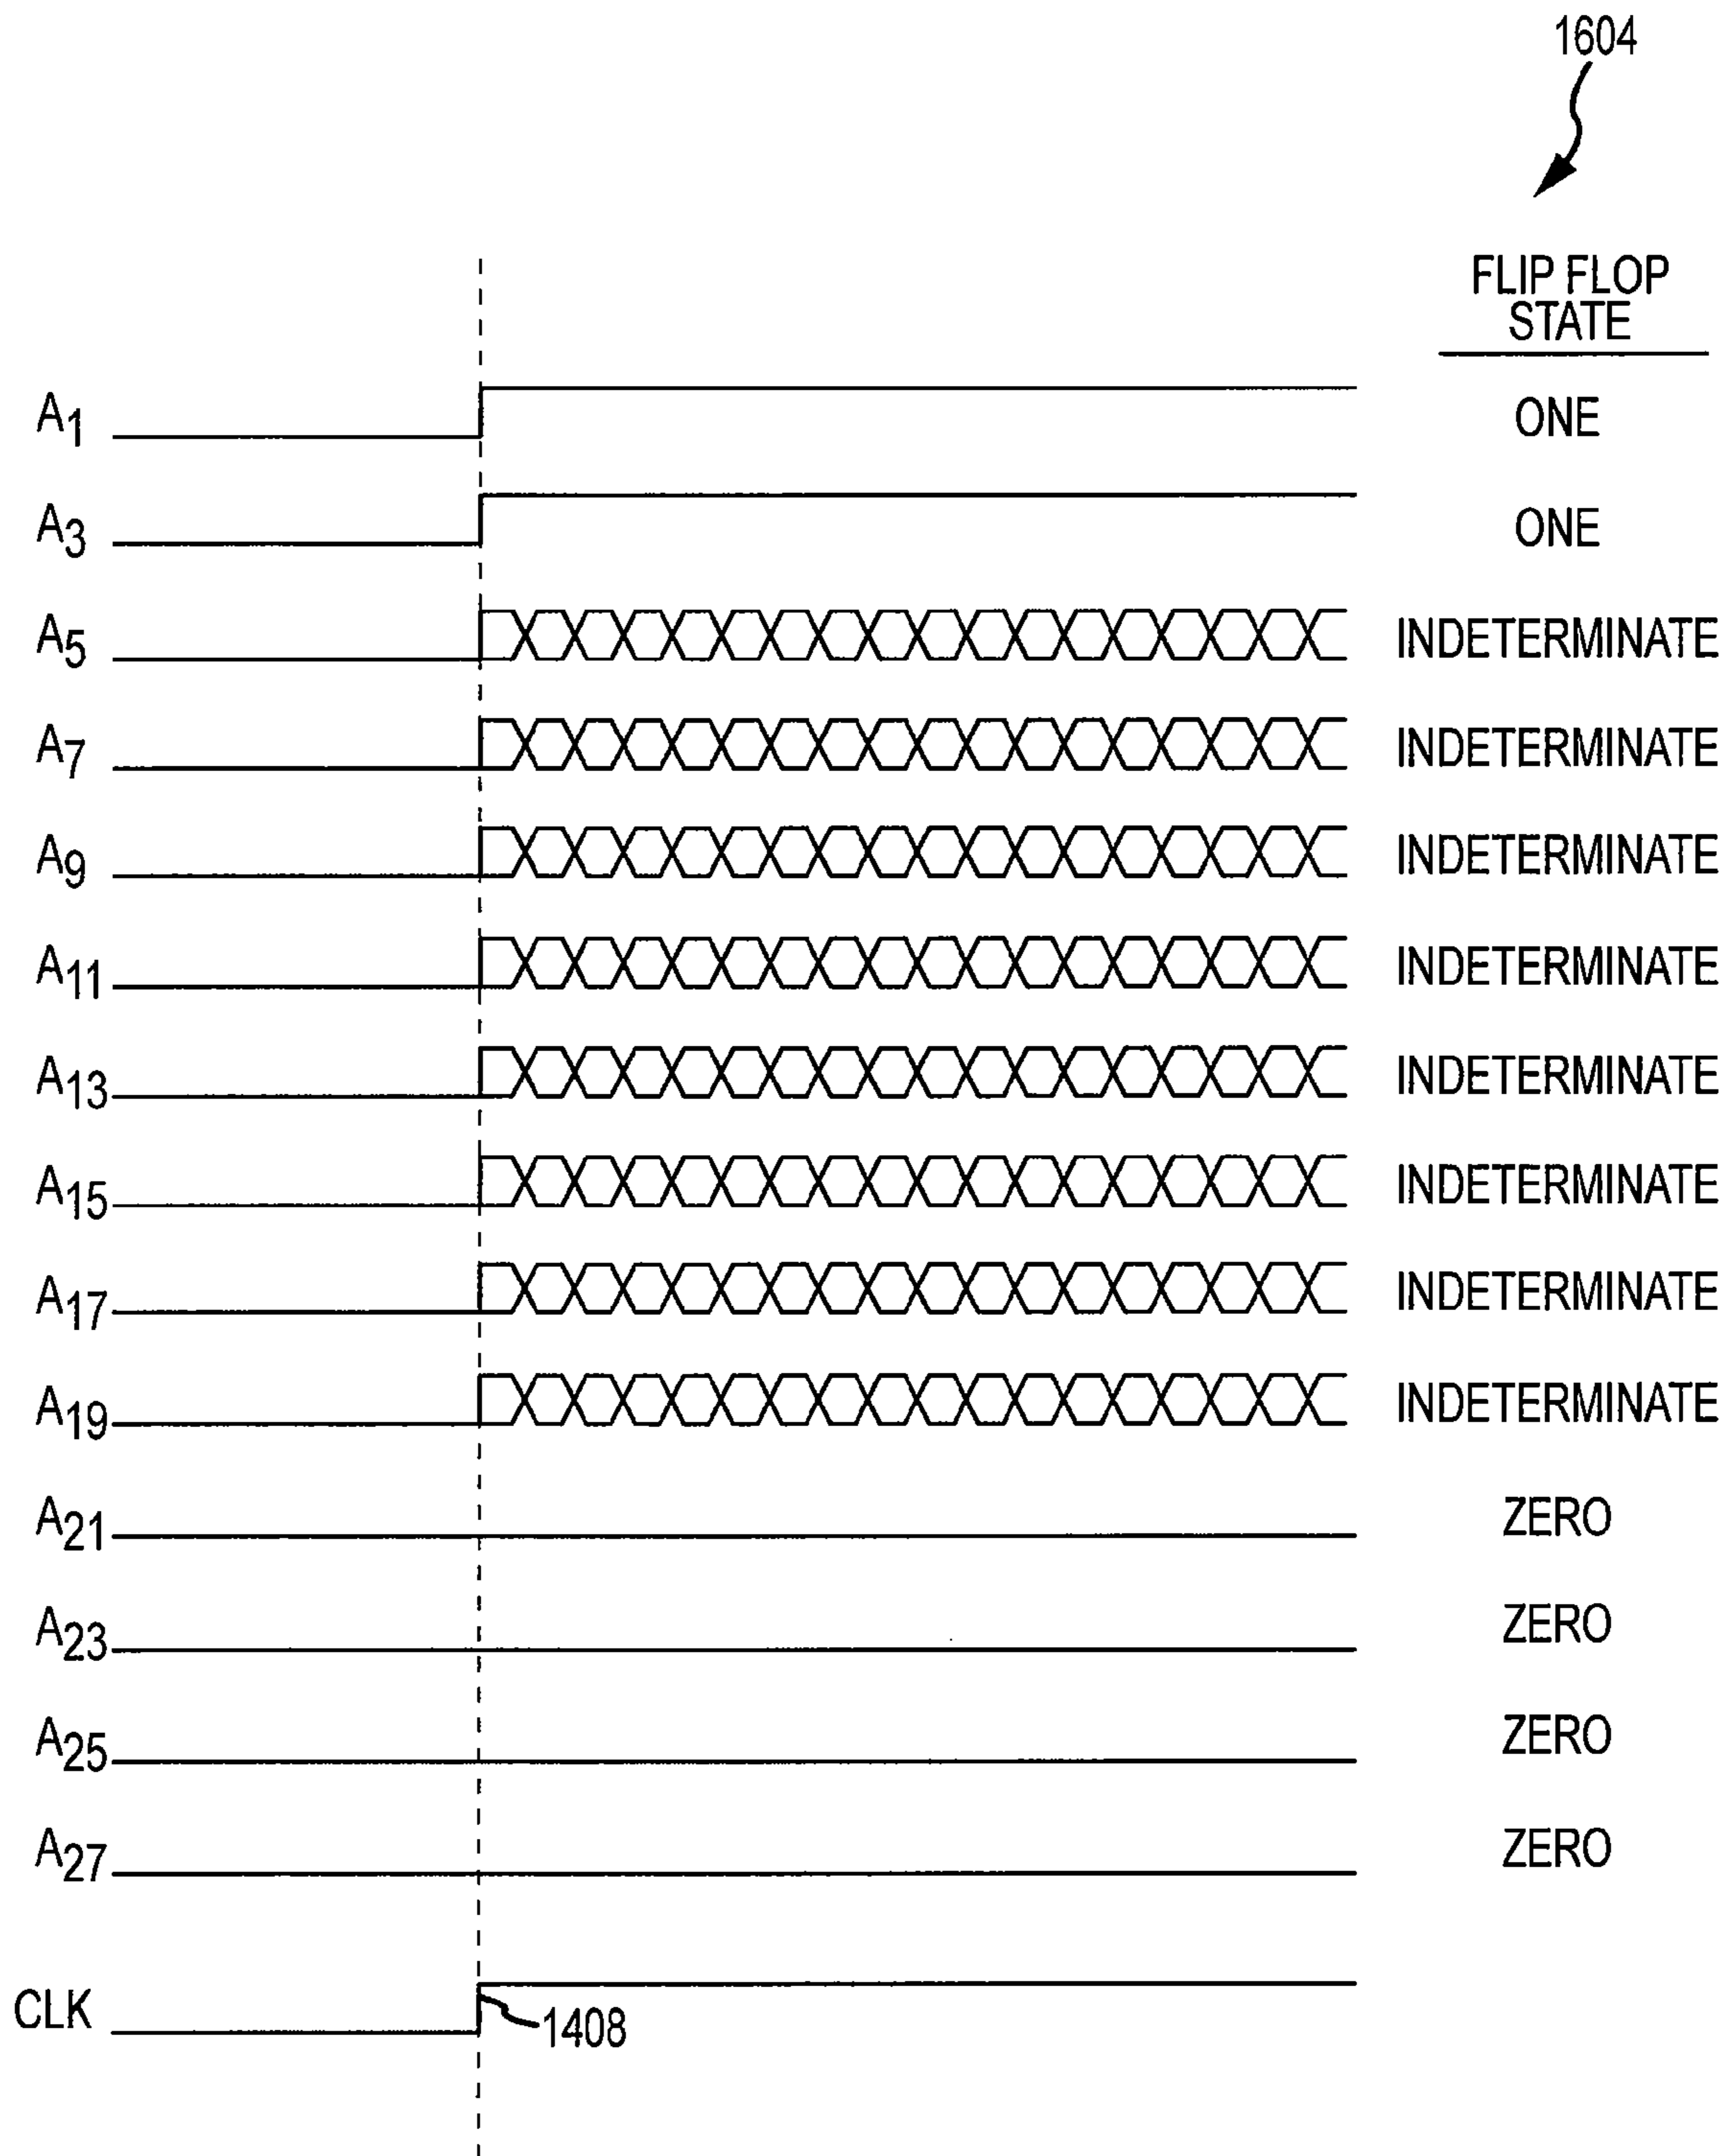 1604
FLIP FLOP
STATE
A1 ONE
A3 ONE
A5 INDETERMINATE
A7 INDETERMINATE
A9 INDETERMINATE
A11 INDETERMINATE
A13 INDETERMINATE
A15 INDETERMINATE
A17 INDETERMINATE
A19 INDETERMINATE
A21 ZERO
A23 ZERO
A25 ZERO
A27 ZERO
CLK 1408